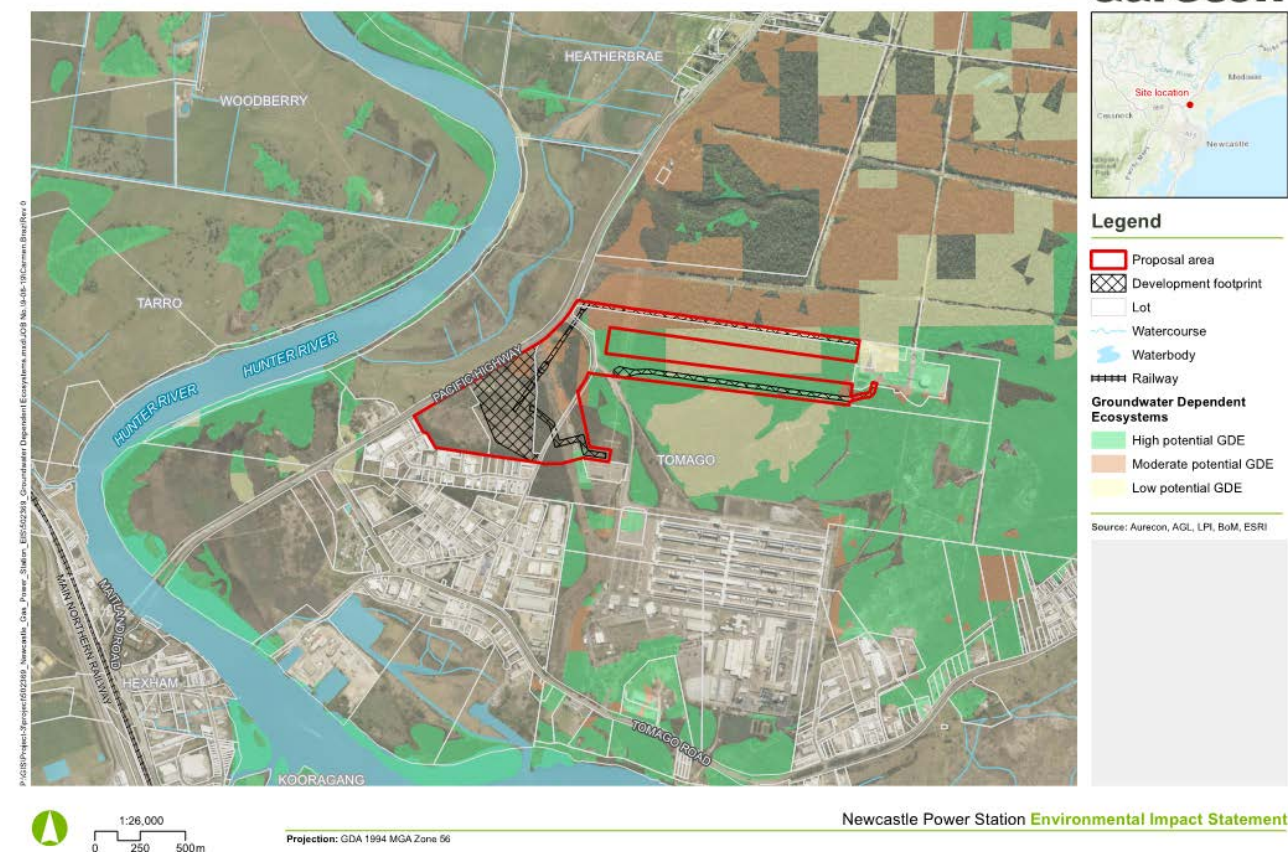 HEATHERBRAE
WOODBERRY
TARRO
HUNTER RIVER
HUNTER RIVER
PACIFIC HIGHWAY
TOMAGO
MAITLAND ROAD
MAIN NORTHERN RAILWAY
HEXHAM
TOMAGO ROAD
KOORAGANG
Medowie
Site location
Cessnock
Newcastle
Legend
Proposal area
Development footprint
Lot
Watercourse
Waterbody
Railway
Groundwater Dependent
Ecosystems
High potential GDE
Moderate potential GDE
Low potential GDE
Source: Aurecon, AGL, LPI, BoM, ESRI
1:26,000
0 250 500m
Projection: GDA 1994 MGA Zone 56
Newcastle Power Station Environmental Impact Statement